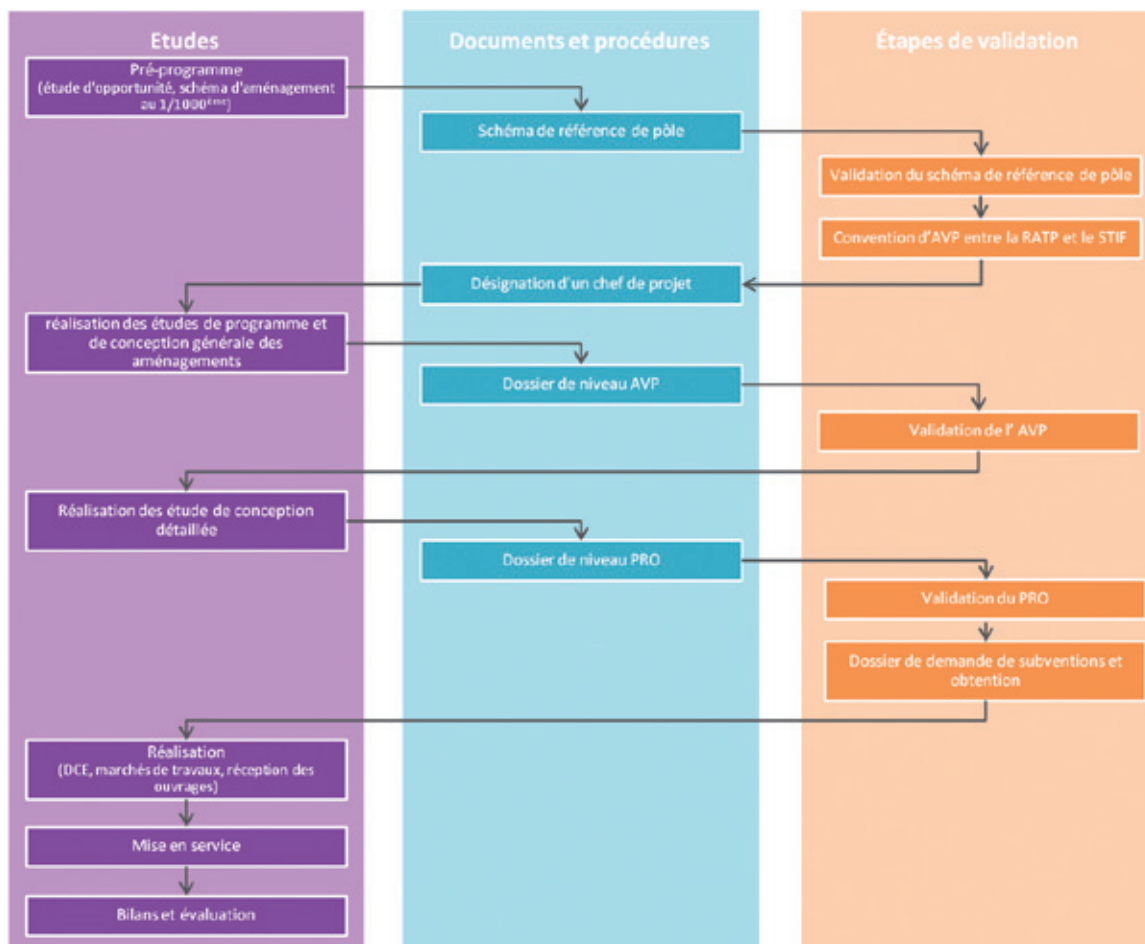 Etudes
Documents et procédures
Étapes de validation
Pré-programme
(étude d'opportunité, schéma d'aménagement
au 1/1000ème)
Schéma de référence de pôle
Validation du schéma de référence de pôle
Convention d'AVP entre la RATP et le STIF
Désignation d'un chef de projet
réalisation des études de programme et
de conception générale des
aménagements
Dossier de niveau AVP
Validation de l' AVP
Réalisation des étude de conception
détaillée
Dossier de niveau PRO
Validation du PRO
Dossier de demande de subventions et
obtention
Réalisation
(DCE, marchés de travaux, réception des
ouvrages)
Mise en service
Bilans et évaluation